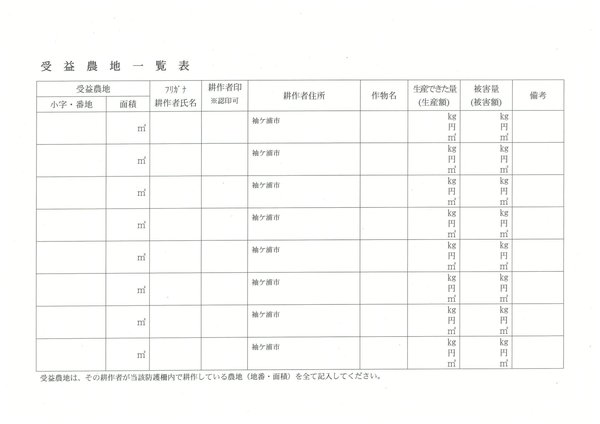 受益農地一覧表
受益農地
小字・番地 面積 フリガナ 耕作者氏名 耕作者印 ※認印可 耕作者住所 作物名 生産できた量 (生産額) 被害量 (被害額) 備考
㎡ 袖ケ浦市 kg 円 ㎡ kg 円 ㎡
㎡ 袖ケ浦市 kg 円 ㎡ kg 円 ㎡
㎡ 袖ケ浦市 kg 円 ㎡ kg 円 ㎡
㎡ 袖ケ浦市 kg 円 ㎡ kg 円 ㎡
㎡ 袖ケ浦市 kg 円 ㎡ kg 円 ㎡
㎡ 袖ケ浦市 kg 円 ㎡ kg 円 ㎡
㎡ 袖ケ浦市 kg 円 ㎡ kg 円 ㎡
㎡ 袖ケ浦市 kg 円 ㎡ kg 円 ㎡
受益農地は、その耕作者が当該防護柵内で耕作している農地（地番・面積）を全て記入してください。